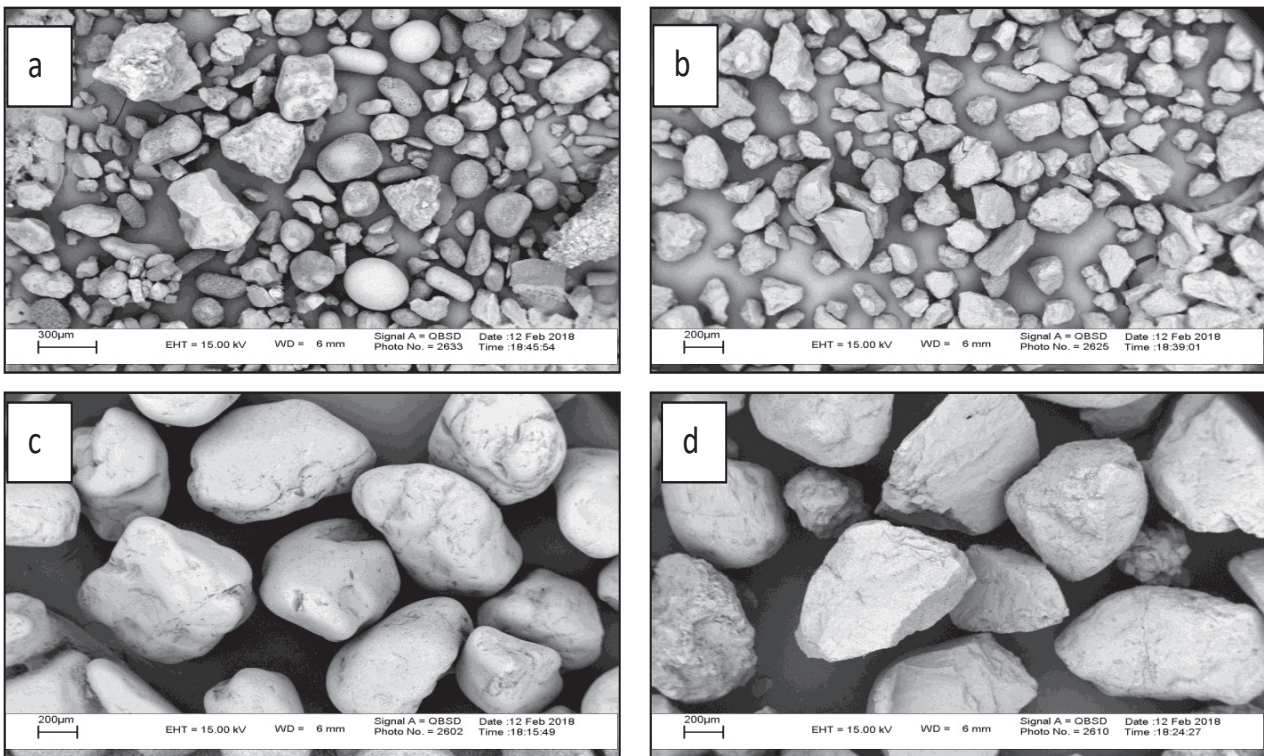 a
300µm
EHT = 15.00 kV WD = 6 mm Signal A = QBSD Date :12 Feb 2018
Photo No. = 2633 Time :18:45:54
b
200µm
EHT = 15.00 kV WD = 6 mm Signal A = QBSD Date :12 Feb 2018
Photo No. = 2625 Time :18:39:01
c
200µm
EHT = 15.00 kV WD = 6 mm Signal A = QBSD Date :12 Feb 2018
Photo No. = 2602 Time :18:15:49
d
200µm
EHT = 15.00 kV WD = 6 mm Signal A = QBSD Date :12 Feb 2018
Photo No. = 2610 Time :18:24:27